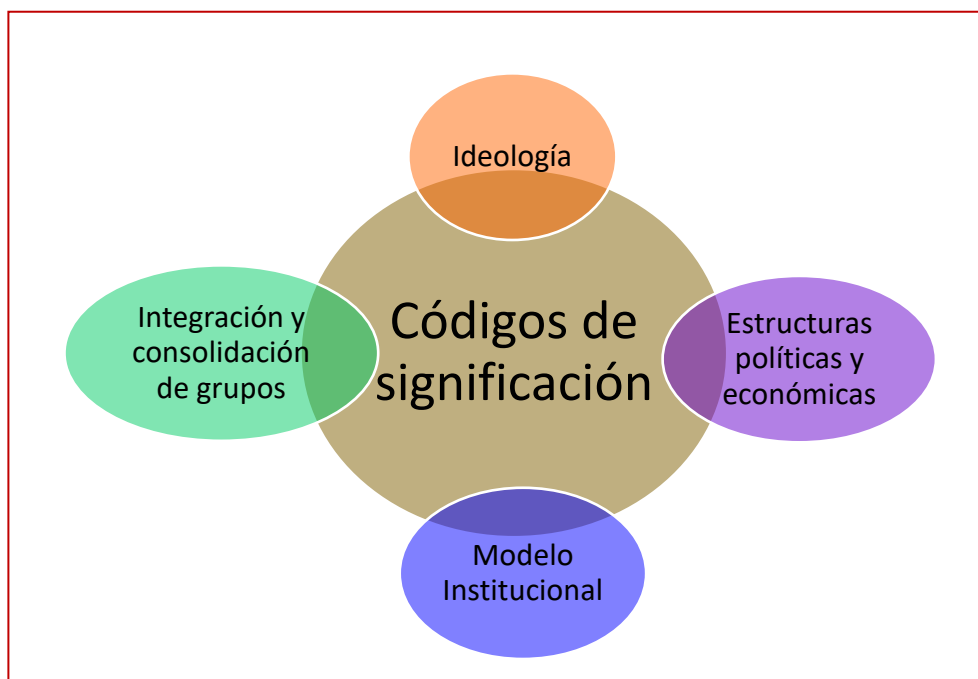 Ideología
Integración y
consolidación
de grupos
Códigos de
significación
Estructuras
políticas y
económicas
Modelo
Institucional